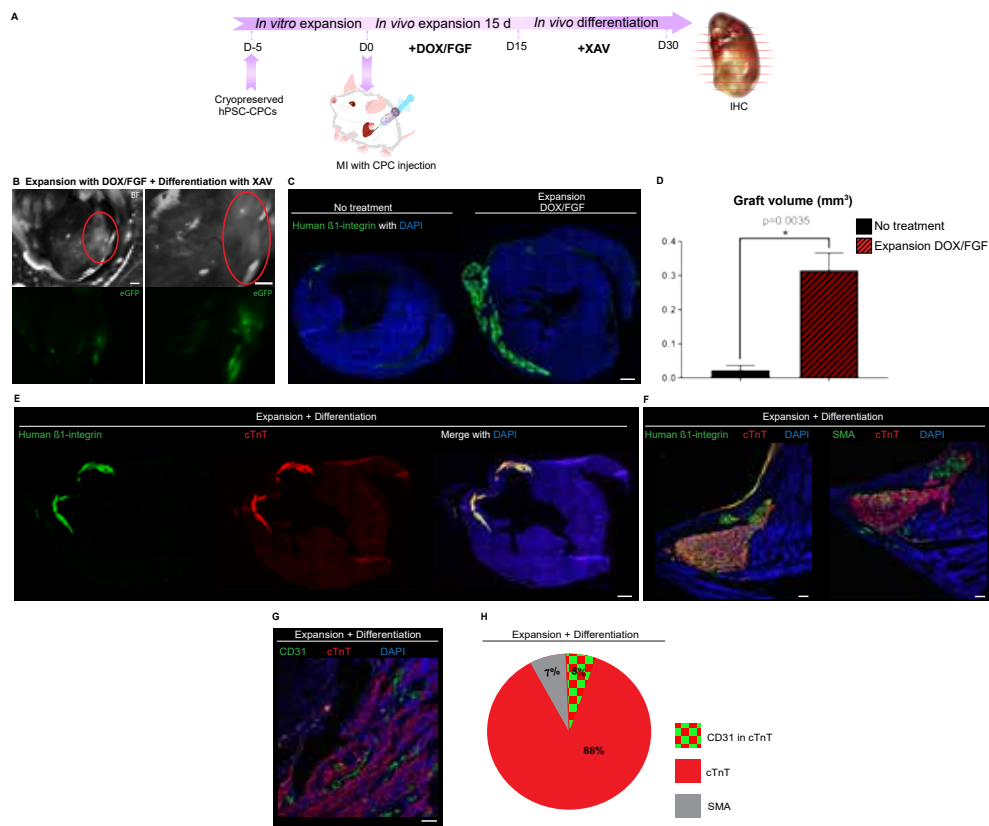 A
In vitro expansion In vivo expansion 15 d In vivo differentiation
D-5 D0 +DOX/FGF D15 +XAV D30
Cryopreserved
hPSC-CPCs
MI with CPC injection
IHC
B Expansion with DOX/FGF + Differentiation with XAV
BF
eGFP eGFP
C
No treatment
Expansion
DOX/FGF
Human ß1-integrin with DAPI
D
Graft volume (mm³)
p=0.0035
*
No treatment
Expansion DOX/FGF
0.4
0.3
0.2
0.1
0.0
E
Expansion + Differentiation
Human ß1-integrin cTnT Merge with DAPI
F
Expansion + Differentiation
Human ß1-integrin cTnT DAPI SMA cTnT DAPI
G
Expansion + Differentiation
CD31 cTnT DAPI
H
Expansion + Differentiation
7%
88%
CD31 in cTnT
cTnT
SMA